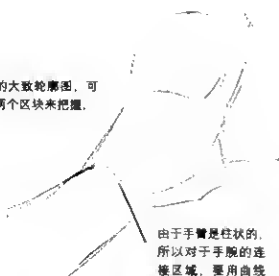 的大致轮廓图，可
两个区块来把握。
由于手臂是柱状的，
所以对于手腕的连
接区域，要用曲线